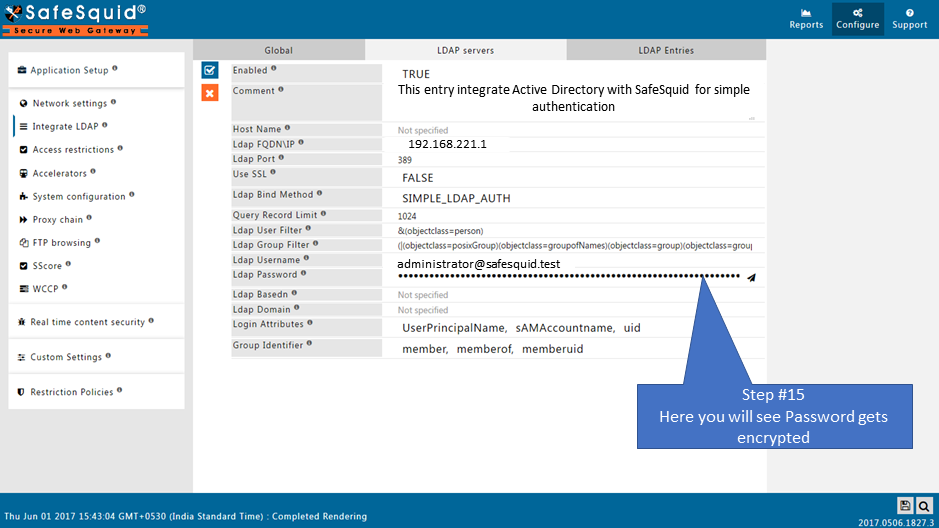 SafeSquid®
Secure Web Gateway
Reports
Configure
Support
Global
LDAP servers
LDAP Entries
Application Setup
Network settings
Integrate LDAP
Access restrictions
Accelerators
System configuration
Proxy chain
FTP browsing
SScore
WCCP
Real time content security
Custom Settings
Restriction Policies
Enabled
TRUE
Comment
This entry integrate Active Directory with SafeSquid for simple
authentication
Host Name
Not specified
Ldap FQDN\IP
192.168.221.1
Ldap Port
389
Use SSL
FALSE
Ldap Bind Method
SIMPLE_LDAP_AUTH
Query Record Limit
1024
Ldap User Filter
&(objectclass=person)
Ldap Group Filter
(|(objectclass=posixGroup)(objectclass=groupofNames)(objectclass=group)(objectclass=grou
Ldap Username
administrator@safesquid.test
Ldap Password
Ldap Basedn
Not specified
Ldap Domain
Not specified
Login Attributes
UserPrincipalName, sAMAccountname, uid
Group Identifier
member, memberof, memberuid
Step #15
Here you will see Password gets
encrypted
Thu Jun 01 2017 15:43:04 GMT+0530 (India Standard Time) : Completed Rendering
2017.0506.1827.3